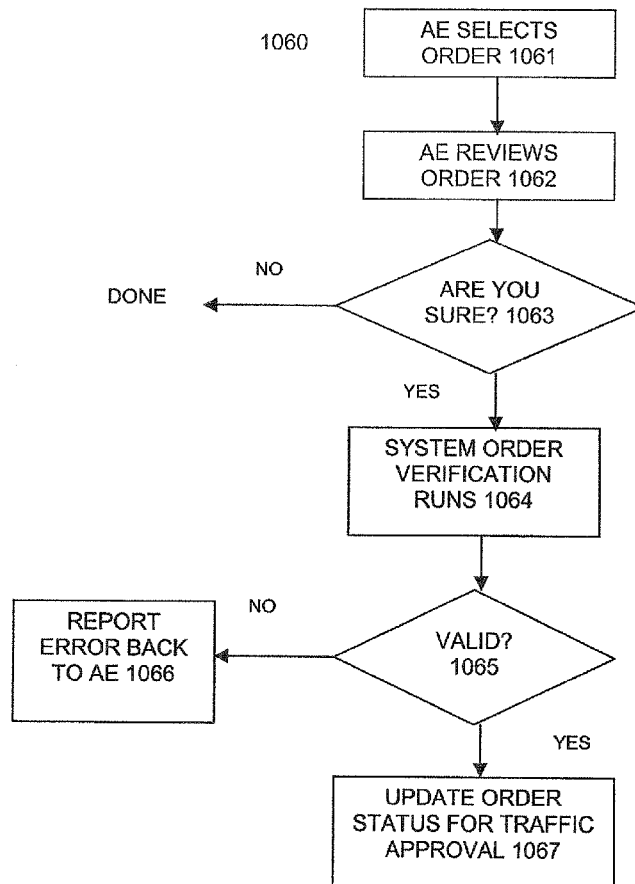 1060
AE SELECTS
ORDER 1061
AE REVIEWS
ORDER 1062
NO
DONE
ARE YOU
SURE? 1063
YES
SYSTEM ORDER
VERIFICATION
RUNS 1064
NO
REPORT
ERROR BACK
TO AE 1066
VALID?
1065
YES
UPDATE ORDER
STATUS FOR TRAFFIC
APPROVAL 1067